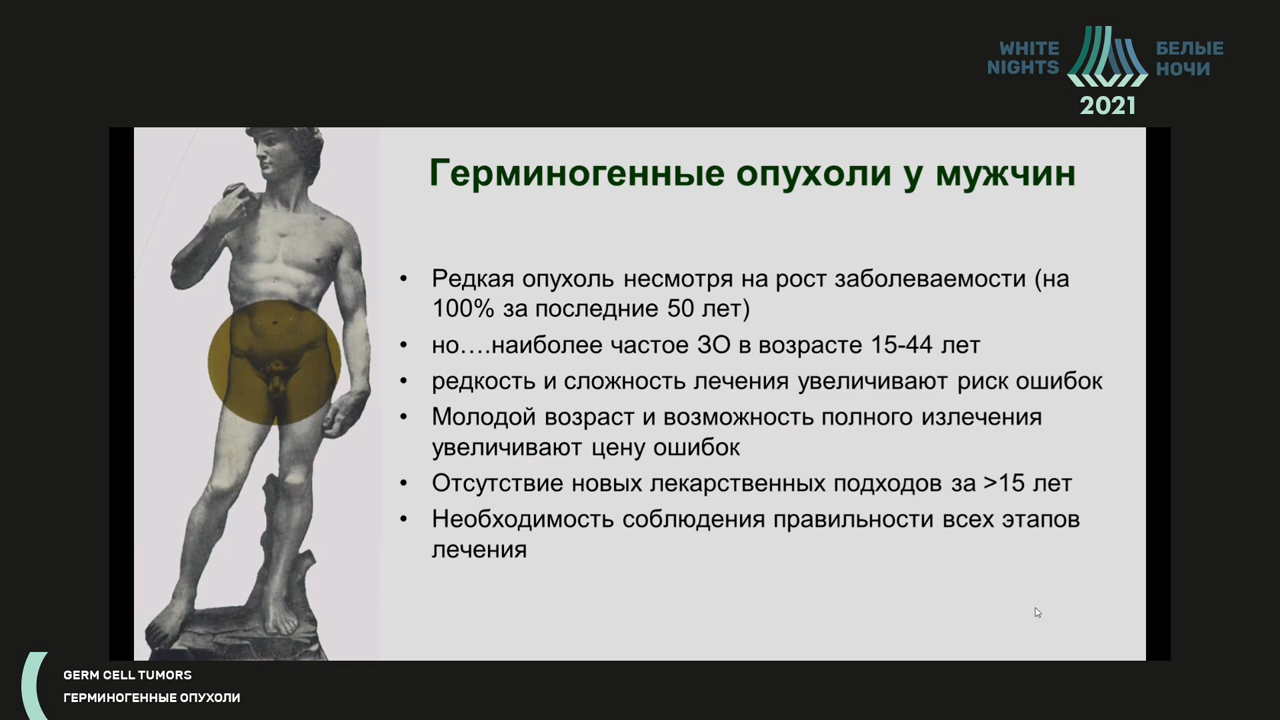 WHITE NIGHTS
БЕЛЫЕ НОЧИ
2021
Герминогенные опухоли у мужчин
• Редкая опухоль несмотря на рост заболеваемости (на
100% за последние 50 лет)
• но….наиболее частое ЗО в возрасте 15-44 лет
• редкость и сложность лечения увеличивают риск ошибок
• Молодой возраст и возможность полного излечения
увеличивают цену ошибок
• Отсутствие новых лекарственных подходов за >15 лет
• Необходимость соблюдения правильности всех этапов
лечения
GERM CELL TUMORS
ГЕРМИНОГЕННЫЕ ОПУХОЛИ